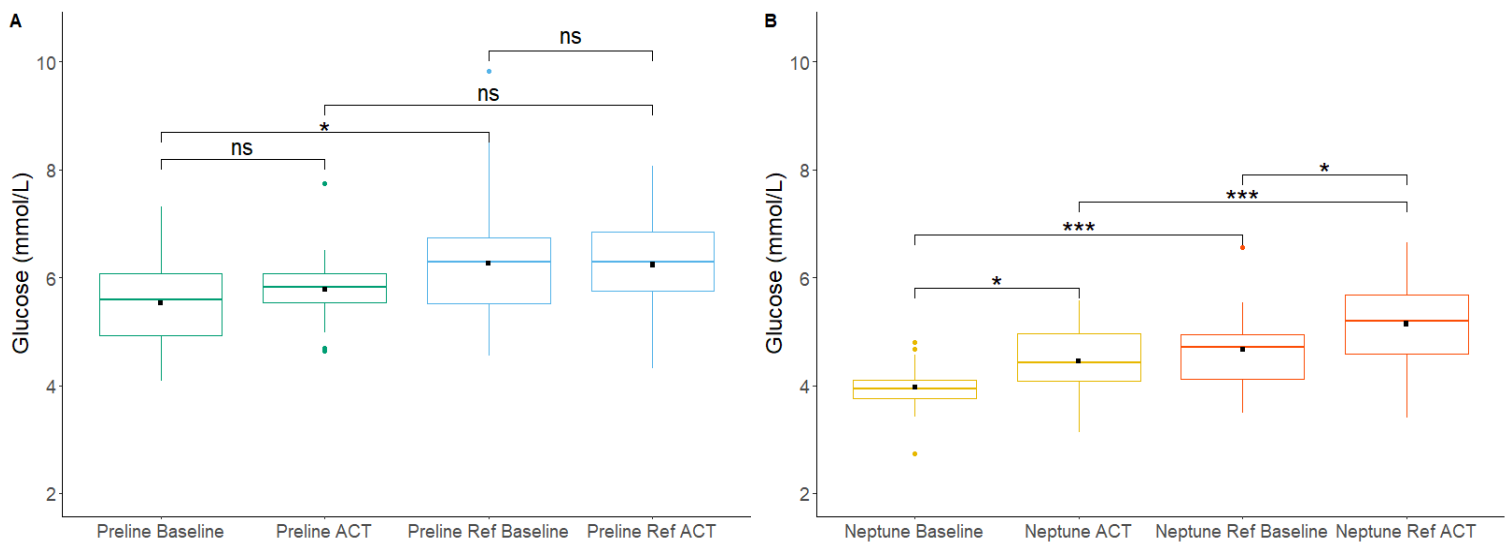 A
Glucose (mmol/L)
10
8
6
4
2
ns
ns
*
ns
Preline Baseline
Preline ACT
Preline Ref Baseline
Preline Ref ACT
B
Glucose (mmol/L)
10
8
6
4
2
*
***
***
*
Neptune Baseline
Neptune ACT
Neptune Ref Baseline
Neptune Ref ACT